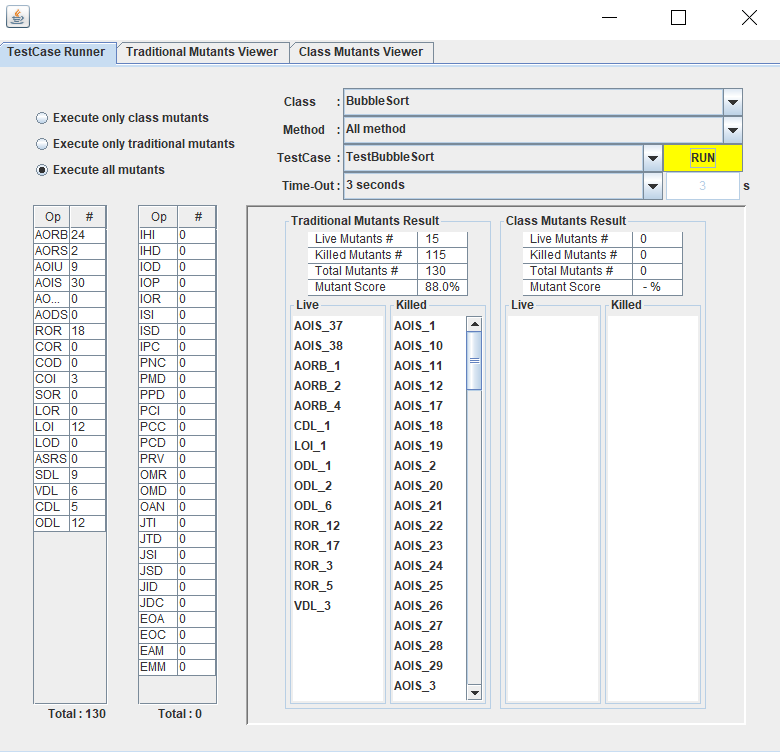 TestCase Runner Traditional Mutants Viewer Class Mutants Viewer
Execute only class mutants
Execute only traditional mutants
Execute all mutants
Class : BubbleSort
Method : All method
TestCase : TestBubbleSort RUN
Time-Out : 3 seconds 3 s
Op #
AORB 24
AORS 2
AOIU 9
AOIS 30
AO... 0
AODS 0
ROR 18
COR 0
COD 0
COI 3
SOR 0
LOR 0
LOI 12
LOD 0
ASRS 0
SDL 9
VDL 6
CDL 5
ODL 12
Total : 130
Op #
IHI 0
IHD 0
IOD 0
IOP 0
IOR 0
ISI 0
ISD 0
IPC 0
PNC 0
PMD 0
PPD 0
PCI 0
PCC 0
PCD 0
PRV 0
OMR 0
OMD 0
OAN 0
JTI 0
JTD 0
JSI 0
JSD 0
JID 0
JDC 0
EOA 0
EOC 0
EAM 0
EMM 0
Total : 0
Traditional Mutants Result
Live Mutants # 15
Killed Mutants # 115
Total Mutants # 130
Mutant Score 88.0%
Live
AOIS_37
AOIS_38
AORB_1
AORB_2
AORB_4
CDL_1
LOI_1
ODL_1
ODL_2
ODL_6
ROR_12
ROR_17
ROR_3
ROR_5
VDL_3
Killed
AOIS_1
AOIS_10
AOIS_11
AOIS_12
AOIS_17
AOIS_18
AOIS_19
AOIS_2
AOIS_20
AOIS_21
AOIS_22
AOIS_23
AOIS_24
AOIS_25
AOIS_26
AOIS_27
AOIS_28
AOIS_29
AOIS_3
Class Mutants Result
Live Mutants # 0
Killed Mutants # 0
Total Mutants # 0
Mutant Score - %
Live
Killed